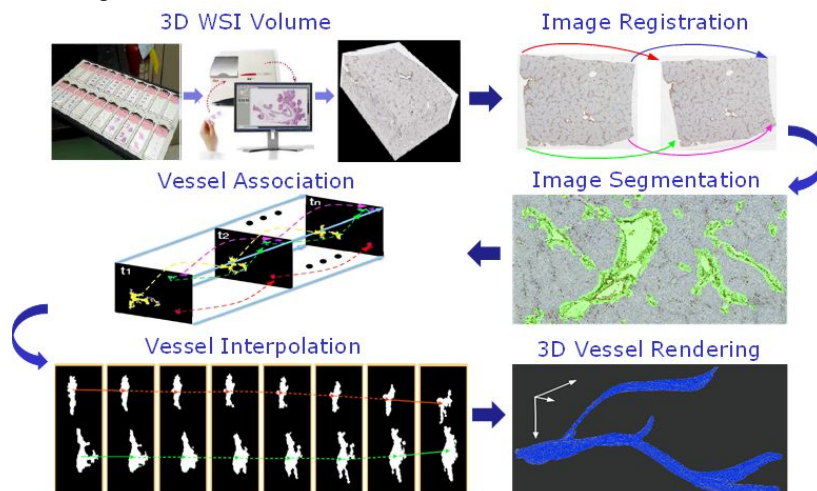 3D WSI Volume
Image Registration
Vessel Association
Image Segmentation
t1
t2
tn
Vessel Interpolation
3D Vessel Rendering